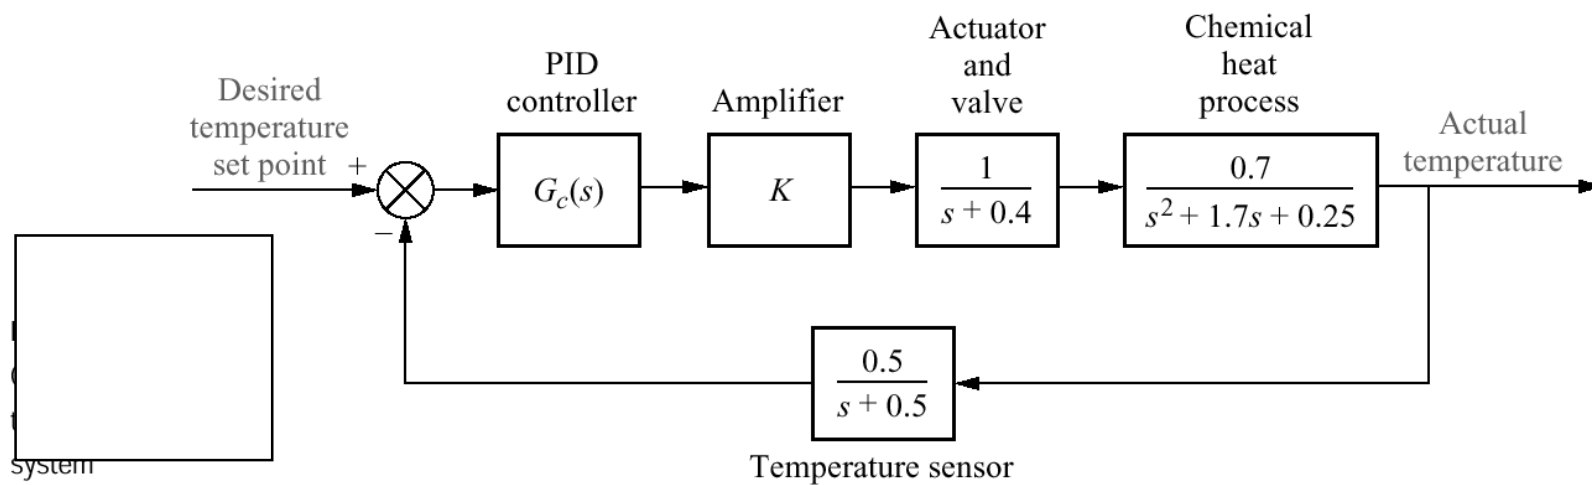 Desired
temperature
set point
+
−
PID
controller
G_c(s)
Amplifier
K
Actuator
and
valve
1
s + 0.4
Chemical
heat
process
0.7
s² + 1.7s + 0.25
Actual
temperature
0.5
s + 0.5
Temperature sensor
system